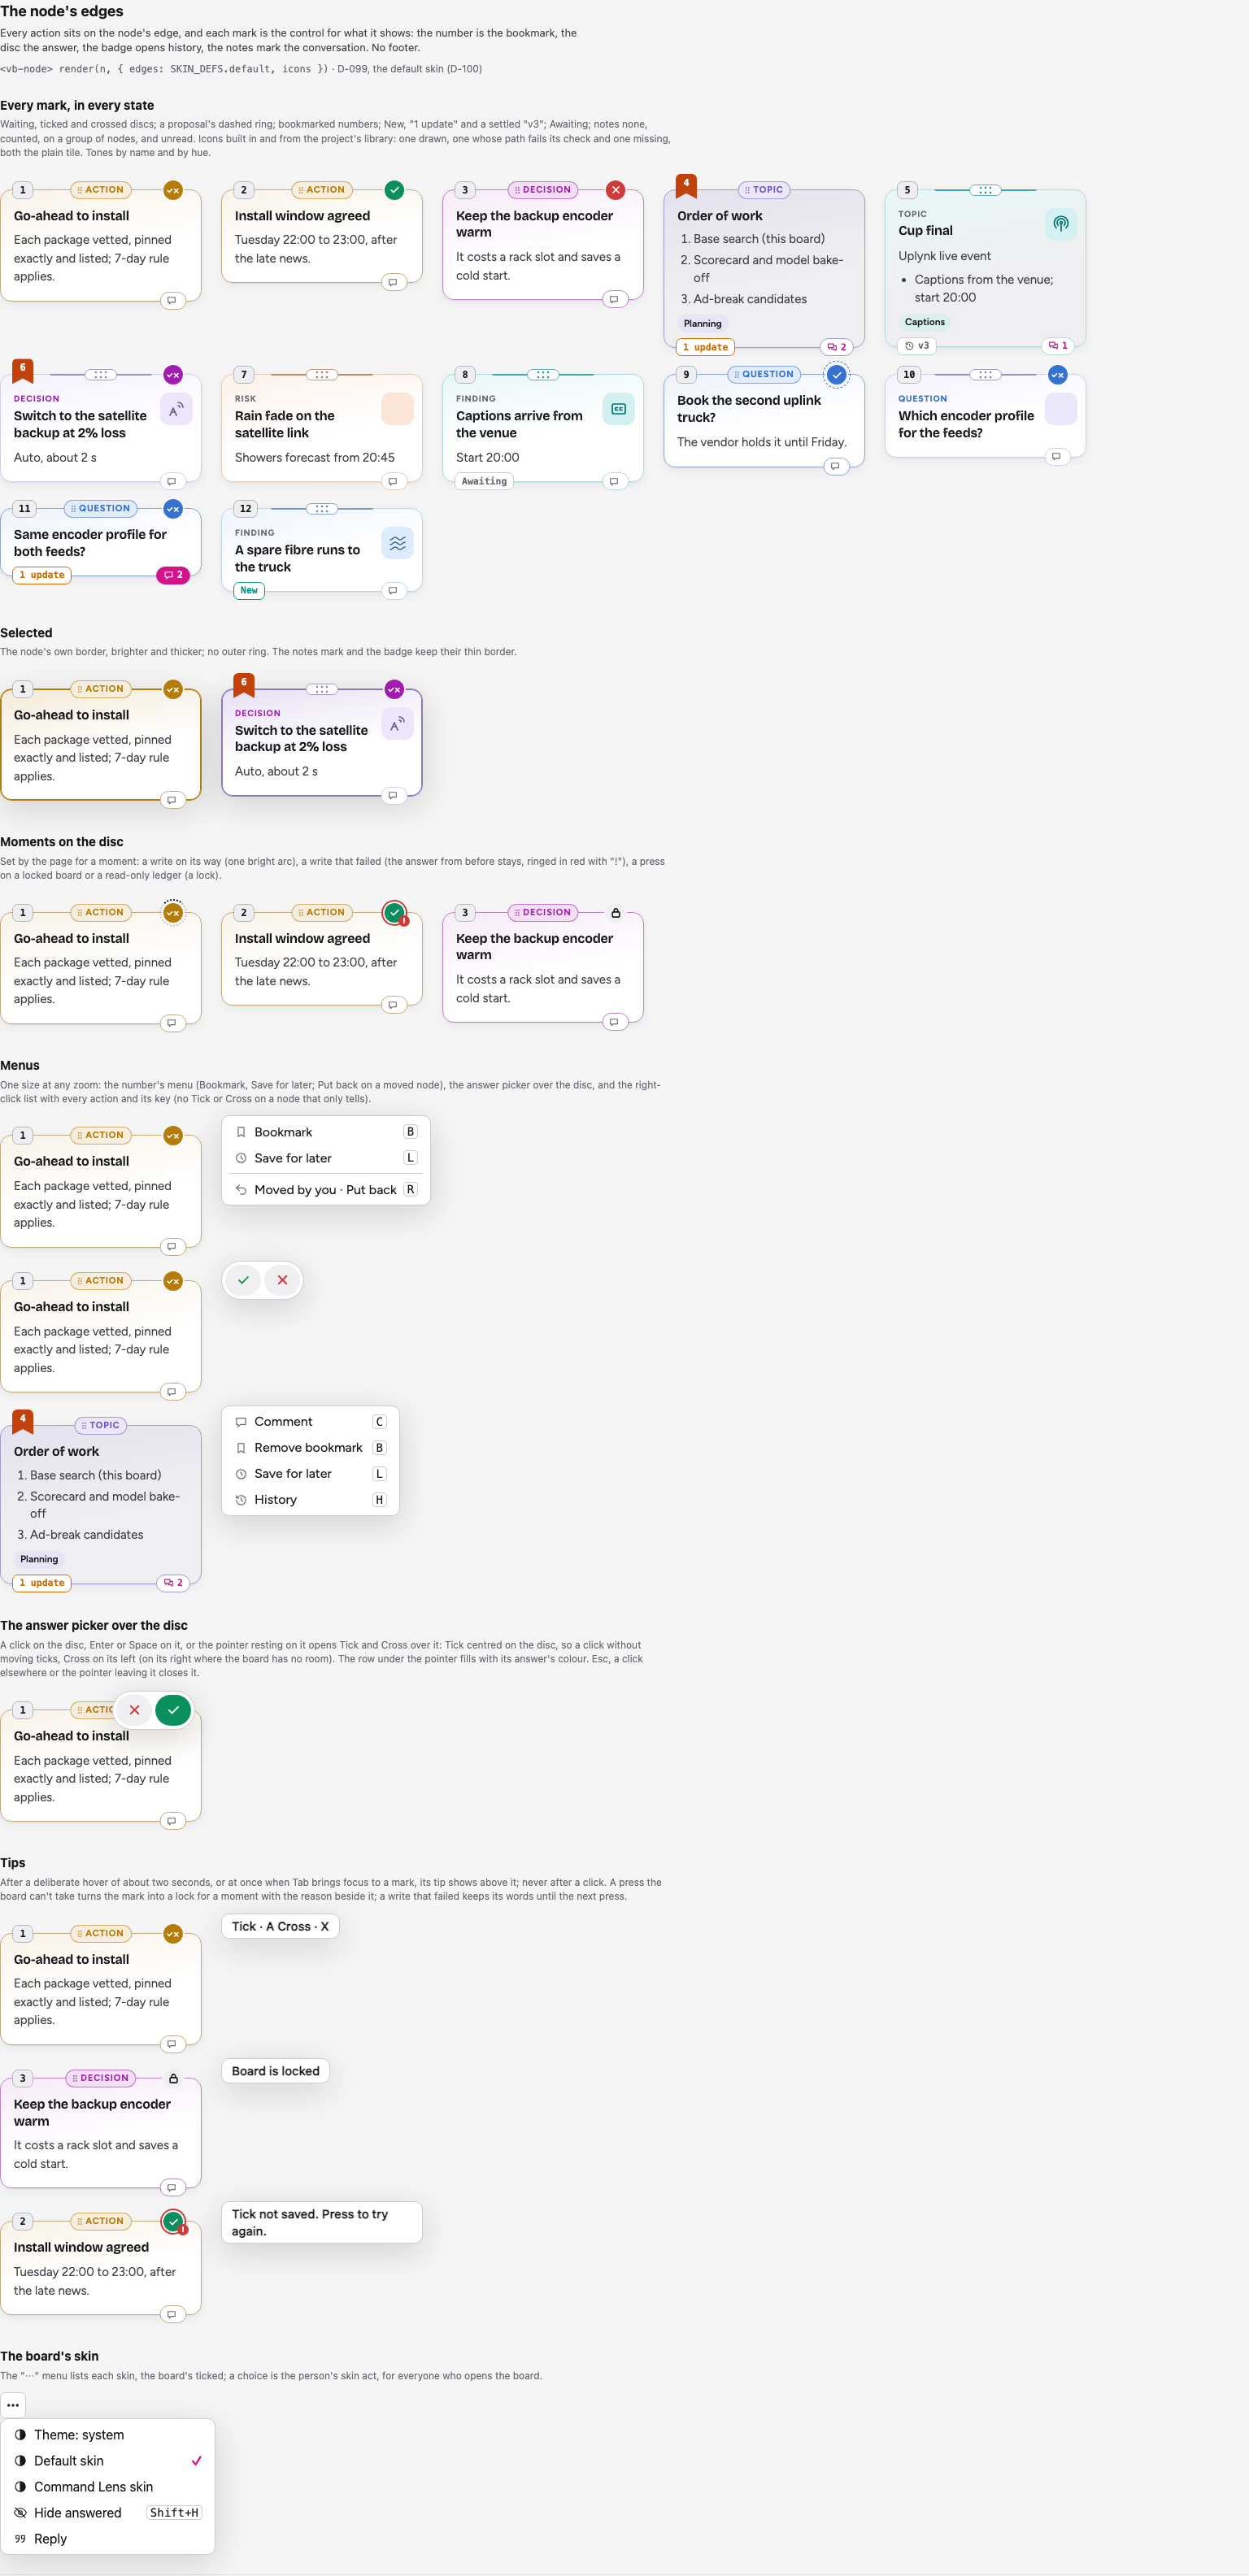 The node's edges
Every action sits on the node's edge, and each mark is the control for what it shows: the number is the bookmark, the
disc the answer, the badge opens history, the notes mark the conversation. No footer.
<vb-node> render(n, { edges: SKIN_DEFS.default, icons }) · D-099, the default skin (D-100)
Every mark, in every state
Waiting, ticked and crossed discs; a proposal's dashed ring; bookmarked numbers; New, "1 update" and a settled "v3"; Awaiting; notes none,
counted, on a group of nodes, and unread. Icons built in and from the project's library: one drawn, one whose path fails its check and one missing,
both the plain tile. Tones by name and by hue.
1 ACTION
Go-ahead to install
Each package vetted, pinned
exactly and listed; 7-day rule
applies.
2 ACTION
Install window agreed
Tuesday 22:00 to 23:00, after
the late news.
3 DECISION
Keep the backup encoder
warm
It costs a rack slot and saves a
cold start.
4 TOPIC
Order of work
1. Base search (this board)
2. Scorecard and model bake-
off
3. Ad-break candidates
Planning
1 update 2
5
TOPIC
Cup final
Uplynk live event
• Captions from the venue;
start 20:00
Captions
v3 1
6
DECISION
Switch to the satellite
backup at 2% loss
Auto, about 2 s
7
RISK
Rain fade on the
satellite link
Showers forecast from 20:45
8
FINDING
Captions arrive from
the venue
Start 20:00
Awaiting
9 QUESTION
Book the second uplink
truck?
The vendor holds it until Friday.
10
QUESTION
Which encoder profile
for the feeds?
11 QUESTION
Same encoder profile for
both feeds?
1 update 2
12
FINDING
A spare fibre runs to
the truck
New
Selected
The node's own border, brighter and thicker; no outer ring. The notes mark and the badge keep their thin border.
1 ACTION
Go-ahead to install
Each package vetted, pinned
exactly and listed; 7-day rule
applies.
6
DECISION
Switch to the satellite
backup at 2% loss
Auto, about 2 s
Moments on the disc
Set by the page for a moment: a write on its way (one bright arc), a write that failed (the answer from before stays, ringed in red with "!"), a press
on a locked board or a read-only ledger (a lock).
1 ACTION
Go-ahead to install
Each package vetted, pinned
exactly and listed; 7-day rule
applies.
2 ACTION
Install window agreed
Tuesday 22:00 to 23:00, after
the late news.
3 DECISION
Keep the backup encoder
warm
It costs a rack slot and saves a
cold start.
Menus
One size at any zoom: the number's menu (Bookmark, Save for later; Put back on a moved node), the answer picker over the disc, and the right-
click list with every action and its key (no Tick or Cross on a node that only tells).
1 ACTION
Go-ahead to install
Each package vetted, pinned
exactly and listed; 7-day rule
applies.
Bookmark B
Save for later L
Moved by you · Put back R
1 ACTION
Go-ahead to install
Each package vetted, pinned
exactly and listed; 7-day rule
applies.
4 TOPIC
Order of work
1. Base search (this board)
2. Scorecard and model bake-
off
3. Ad-break candidates
Planning
1 update 2
Comment C
Remove bookmark B
Save for later L
History H
The answer picker over the disc
A click on the disc, Enter or Space on it, or the pointer resting on it opens Tick and Cross over it: Tick centred on the disc, so a click without
moving ticks, Cross on its left (on its right where the board has no room). The row under the pointer fills with its answer's colour. Esc, a click
elsewhere or the pointer leaving it closes it.
1 ACTIO
Go-ahead to install
Each package vetted, pinned
exactly and listed; 7-day rule
applies.
Tips
After a deliberate hover of about two seconds, or at once when Tab brings focus to a mark, its tip shows above it; never after a click. A press the
board can't take turns the mark into a lock for a moment with the reason beside it; a write that failed keeps its words until the next press.
1 ACTION
Go-ahead to install
Each package vetted, pinned
exactly and listed; 7-day rule
applies.
Tick · A Cross · X
3 DECISION
Keep the backup encoder
warm
It costs a rack slot and saves a
cold start.
Board is locked
2 ACTION
Install window agreed
Tuesday 22:00 to 23:00, after
the late news.
Tick not saved. Press to try
again.
The board's skin
The "···" menu lists each skin, the board's ticked; a choice is the person's skin act, for everyone who opens the board.
Theme: system
Default skin
Command Lens skin
Hide answered Shift+H
Reply